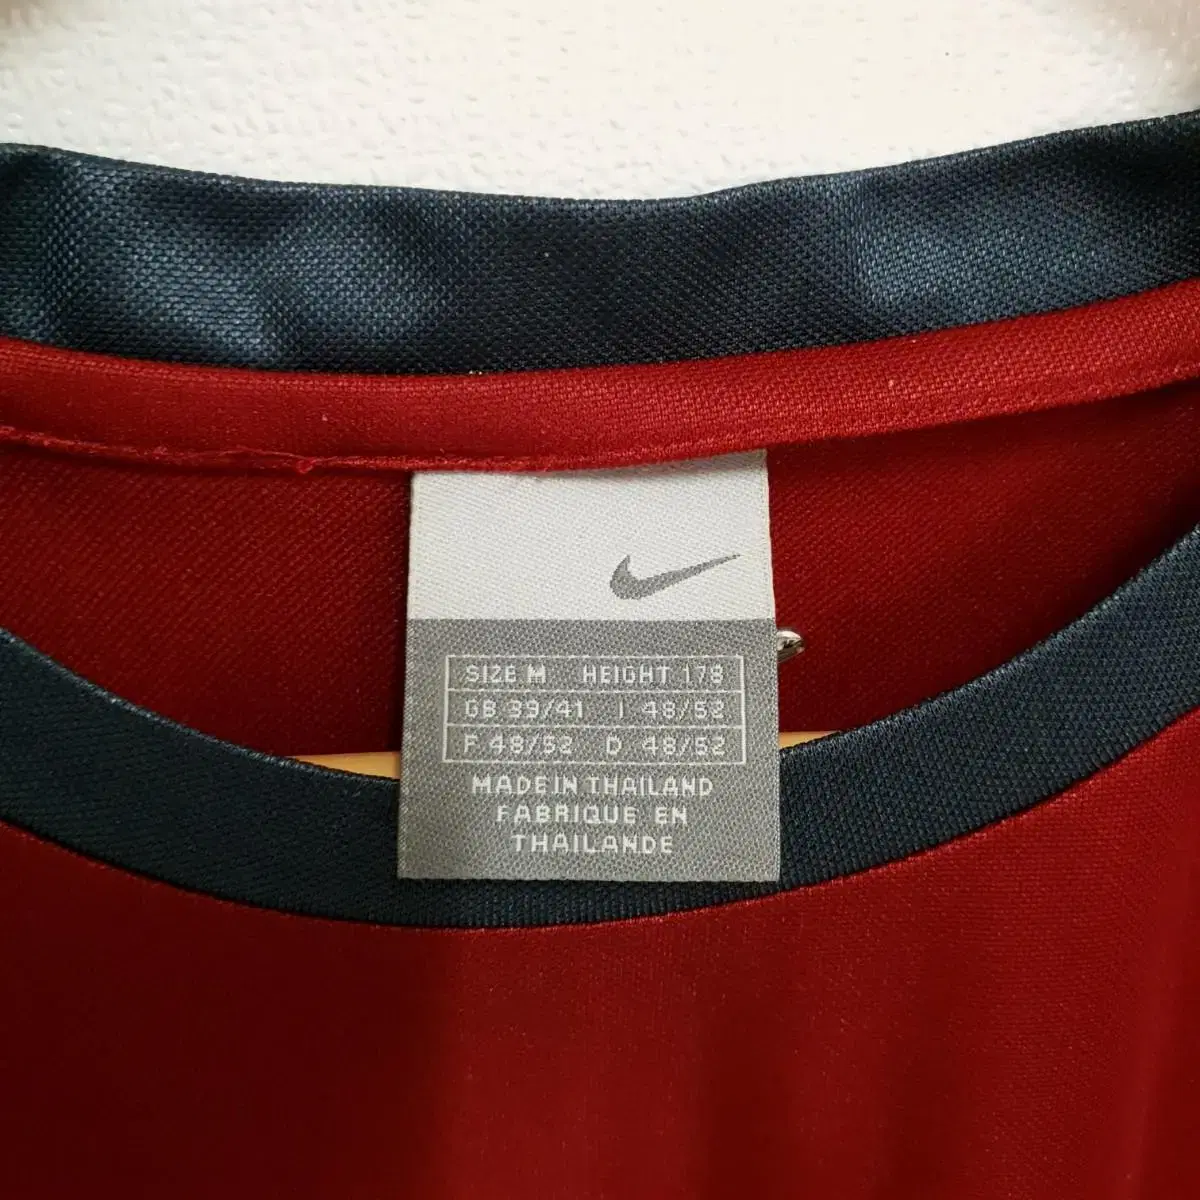 SIZE M HEIGHT 178
GB 39/41 I 48/52
F 48/52 D 48/52
MADE IN THAILAND
FABRIQUE EN
THAILANDE